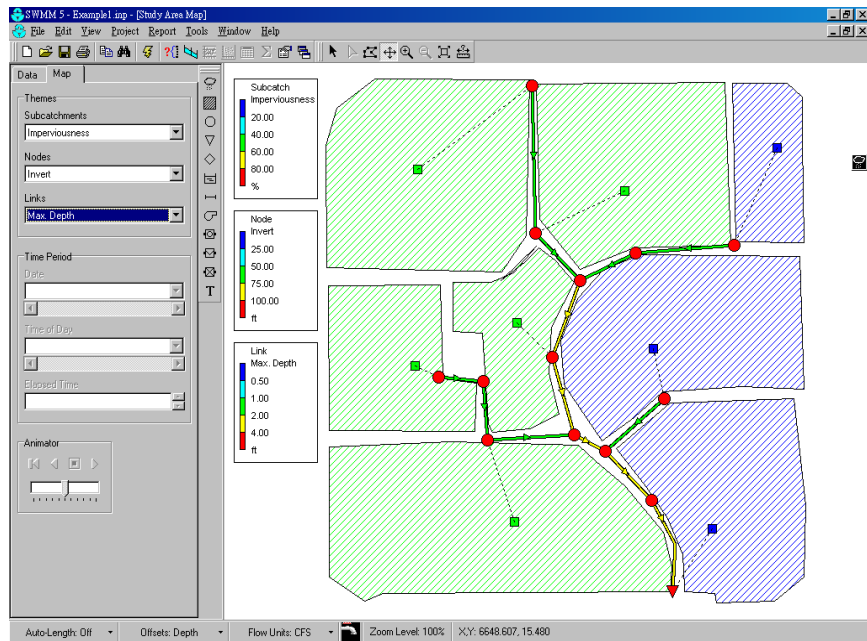 SWMM 5 - Example1.inp - [Study Area Map]
File Edit View Project Report Tools Window Help
Data Map
Themes
Subcatchments
Imperviousness
Nodes
Invert
Links
Max. Depth
Time Period
Date
Time of Day
Elapsed Time
Animator
T
Subcatch
Imperviousness
20.00
40.00
60.00
80.00
%
Node
Invert
25.00
50.00
75.00
100.00
ft
Link
Max. Depth
0.50
1.00
2.00
4.00
ft
Auto-Length: Off Offsets: Depth Flow Units: CFS Zoom Level: 100% X,Y: 6648.607, 15.480